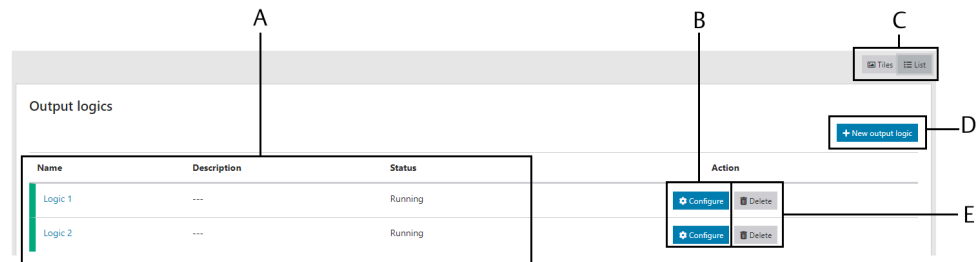 A
B
C
Tiles List
Output logics
+ New output logic
D
Name Description Status Action
Logic 1 --- Running Configure Delete
E
Logic 2 --- Running Configure Delete